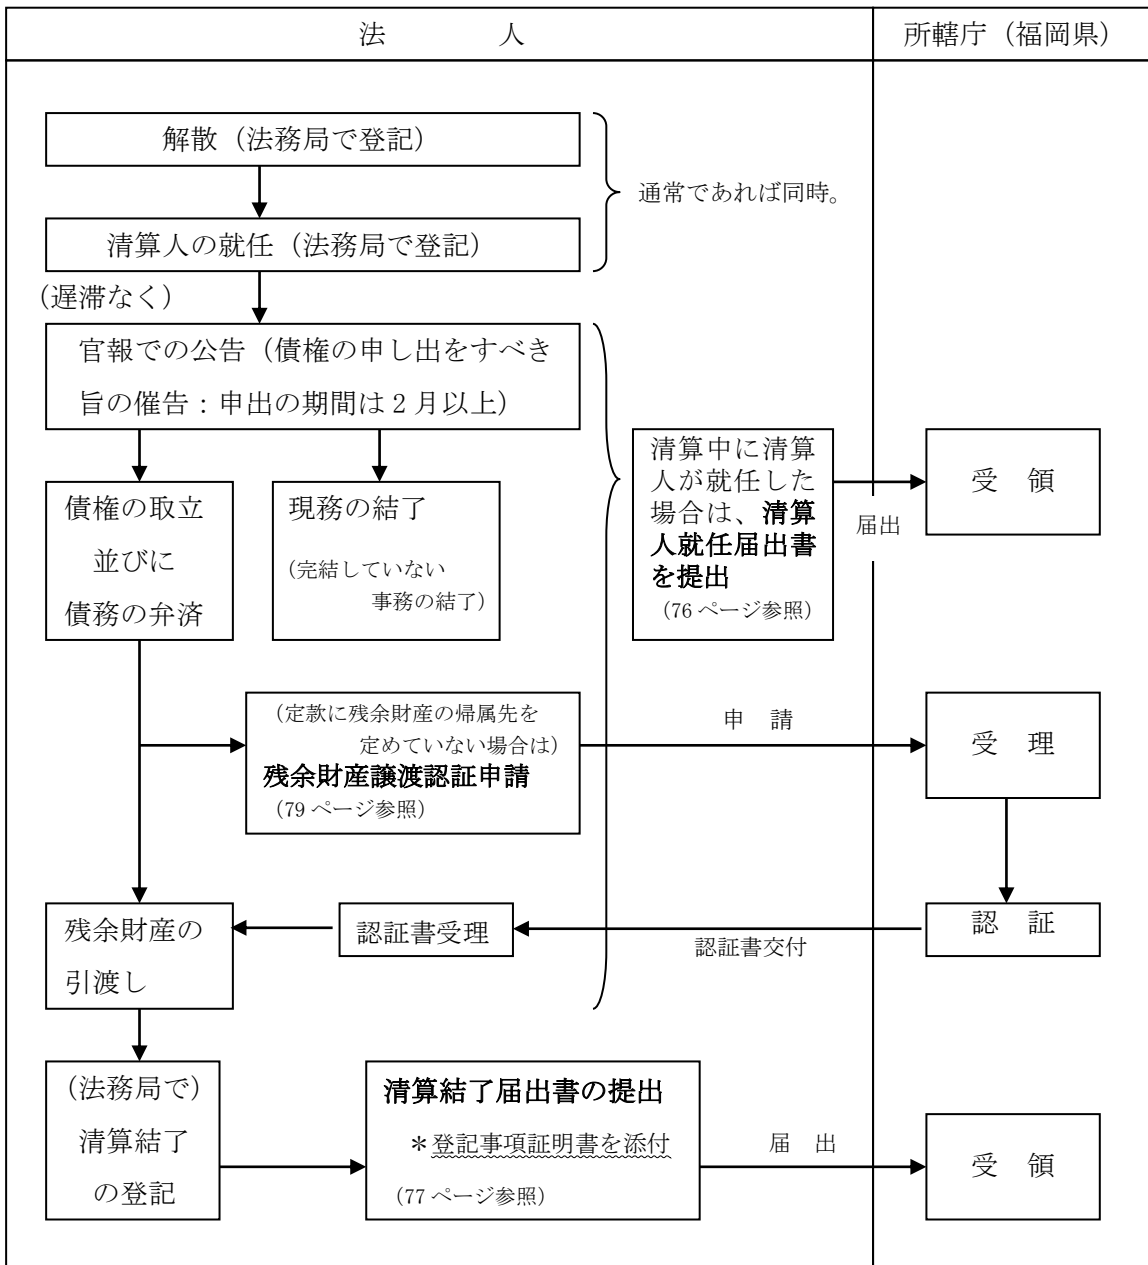 法　　　　人
所轄庁（福岡県）
解散（法務局で登記）
通常であれば同時。
清算人の就任（法務局で登記）
（遅滞なく）
官報での公告（債権の申し出をすべき
旨の催告：申出の期間は２月以上）
清算中に清算
人が就任した
場合は、清算
人就任届出書
を提出
（76 ページ参照）
届出
受　領
債権の取立
並びに
債務の弁済
現務の結了
（完結していない
事務の結了）
（定款に残余財産の帰属先を
定めていない場合は）
残余財産譲渡認証申請
（79 ページ参照）
申　請
受　理
残余財産の
引渡し
認証書受理
認証書交付
認　証
（法務局で）
清算結了
の登記
清算結了届出書の提出
＊登記事項証明書を添付
（77 ページ参照）
届　出
受　領